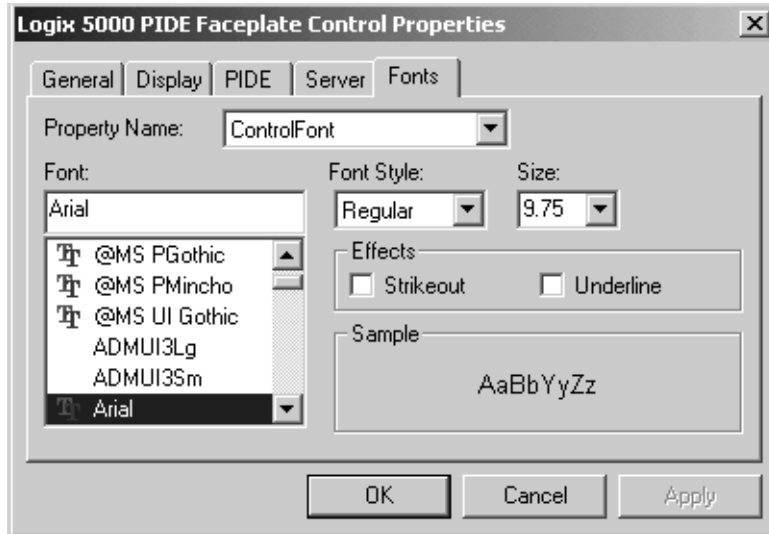 Logix 5000 PIDE Faceplate Control Properties
General Display PIDE Server Fonts
Property Name: ControlFont
Font: Font Style: Size:
Arial Regular 9.75
@MS PGothic
@MS PMincho
@MS UI Gothic
ADMUI3Lg
ADMUI3Sm
Arial
Effects
Strikeout Underline
Sample
AaBbYyZz
OK Cancel Apply